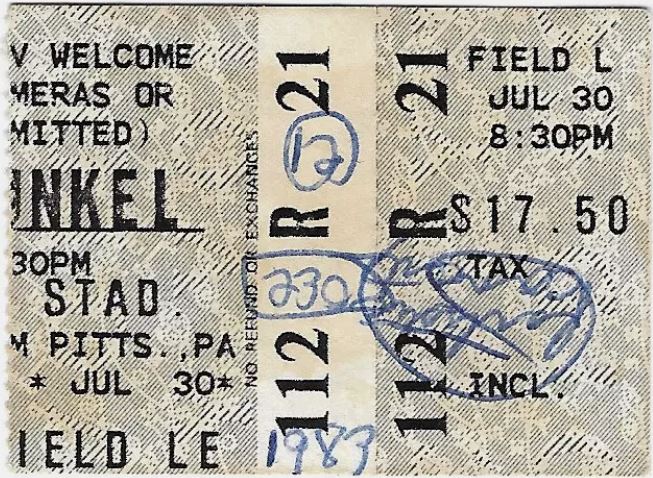 V WELCOME
MERAS OR
MITTED)
UNKEL
30PM
STAD.
M PITTS.,PA
* JUL 30*
IELD LE
NO REFUND OR EXCHANGES
112 R 21
12
230
1983
112 R 21
FIELD L
JUL 30
8:30PM
$17.50
TAX
INCL.